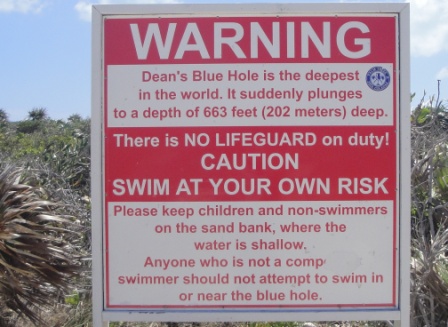 WARNING
Dean's Blue Hole is the deepest
in the world. It suddenly plunges
to a depth of 663 feet (202 meters) deep.
There is NO LIFEGUARD on duty!
CAUTION
SWIM AT YOUR OWN RISK
Please keep children and non-swimmers
on the sand bank, where the
water is shallow.
Anyone who is not a comp
swimmer should not attempt to swim in
or near the blue hole.